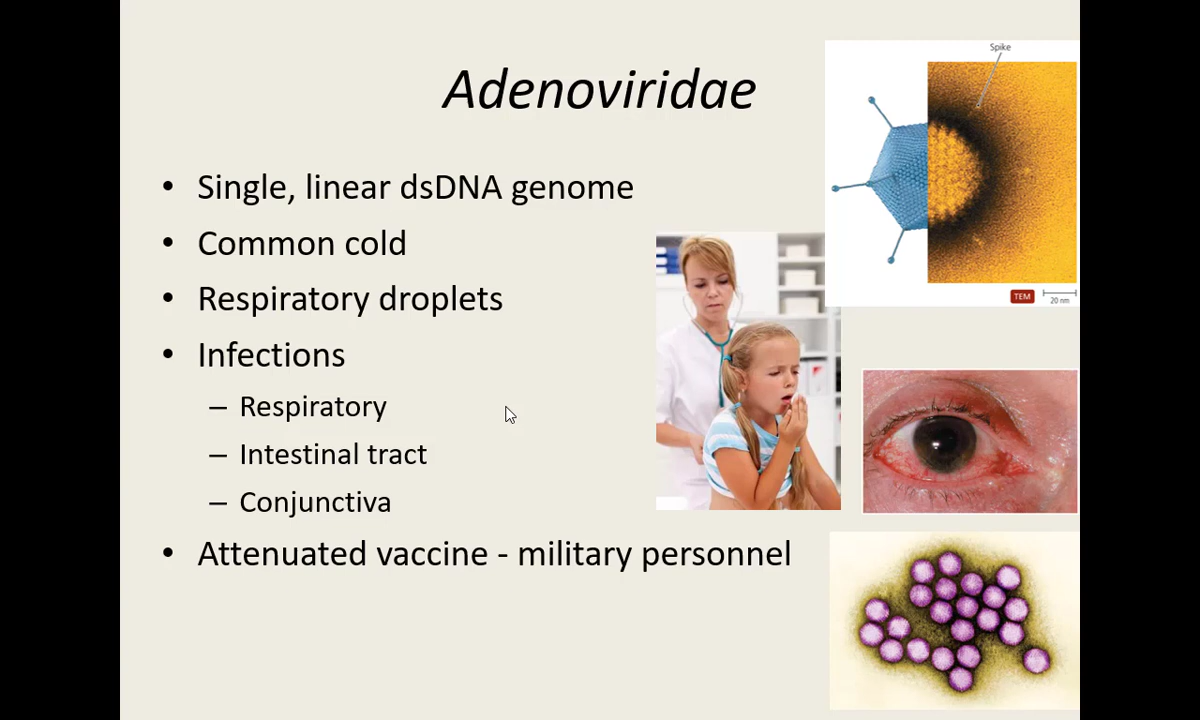 Adenoviridae
• Single, linear dsDNA genome
• Common cold
• Respiratory droplets
• Infections
– Respiratory
– Intestinal tract
– Conjunctiva
• Attenuated vaccine - military personnel
Spike
TEM
20 nm